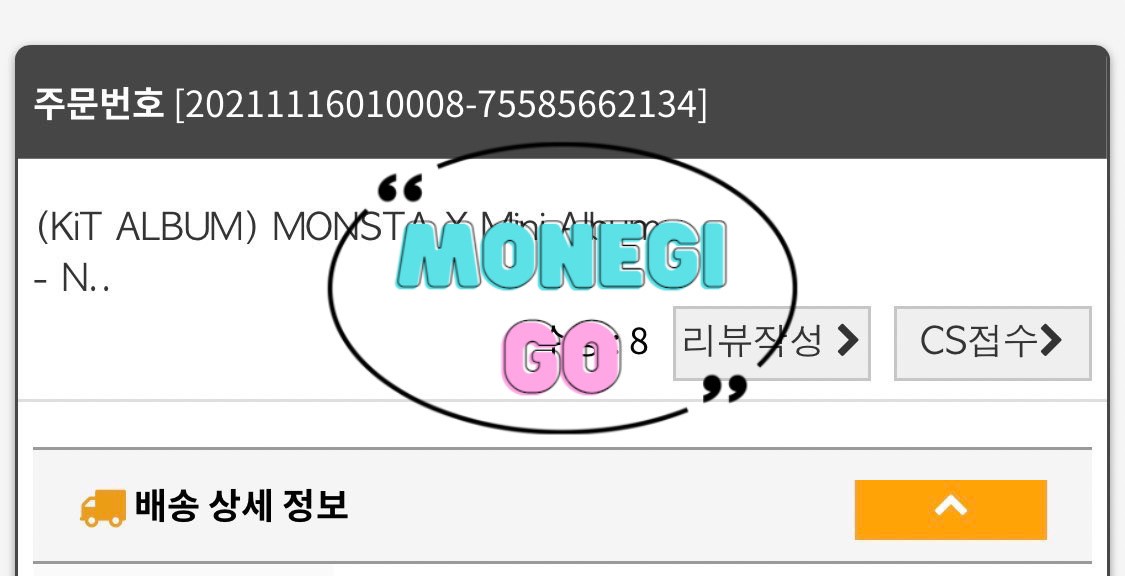 주문번호 [20211116010008-75585662134]
(KiT ALBUM) MONSTA X Mini Album
- N..
“MONEGI
GO”
: 8
리뷰작성
CS접수
배송 상세 정보